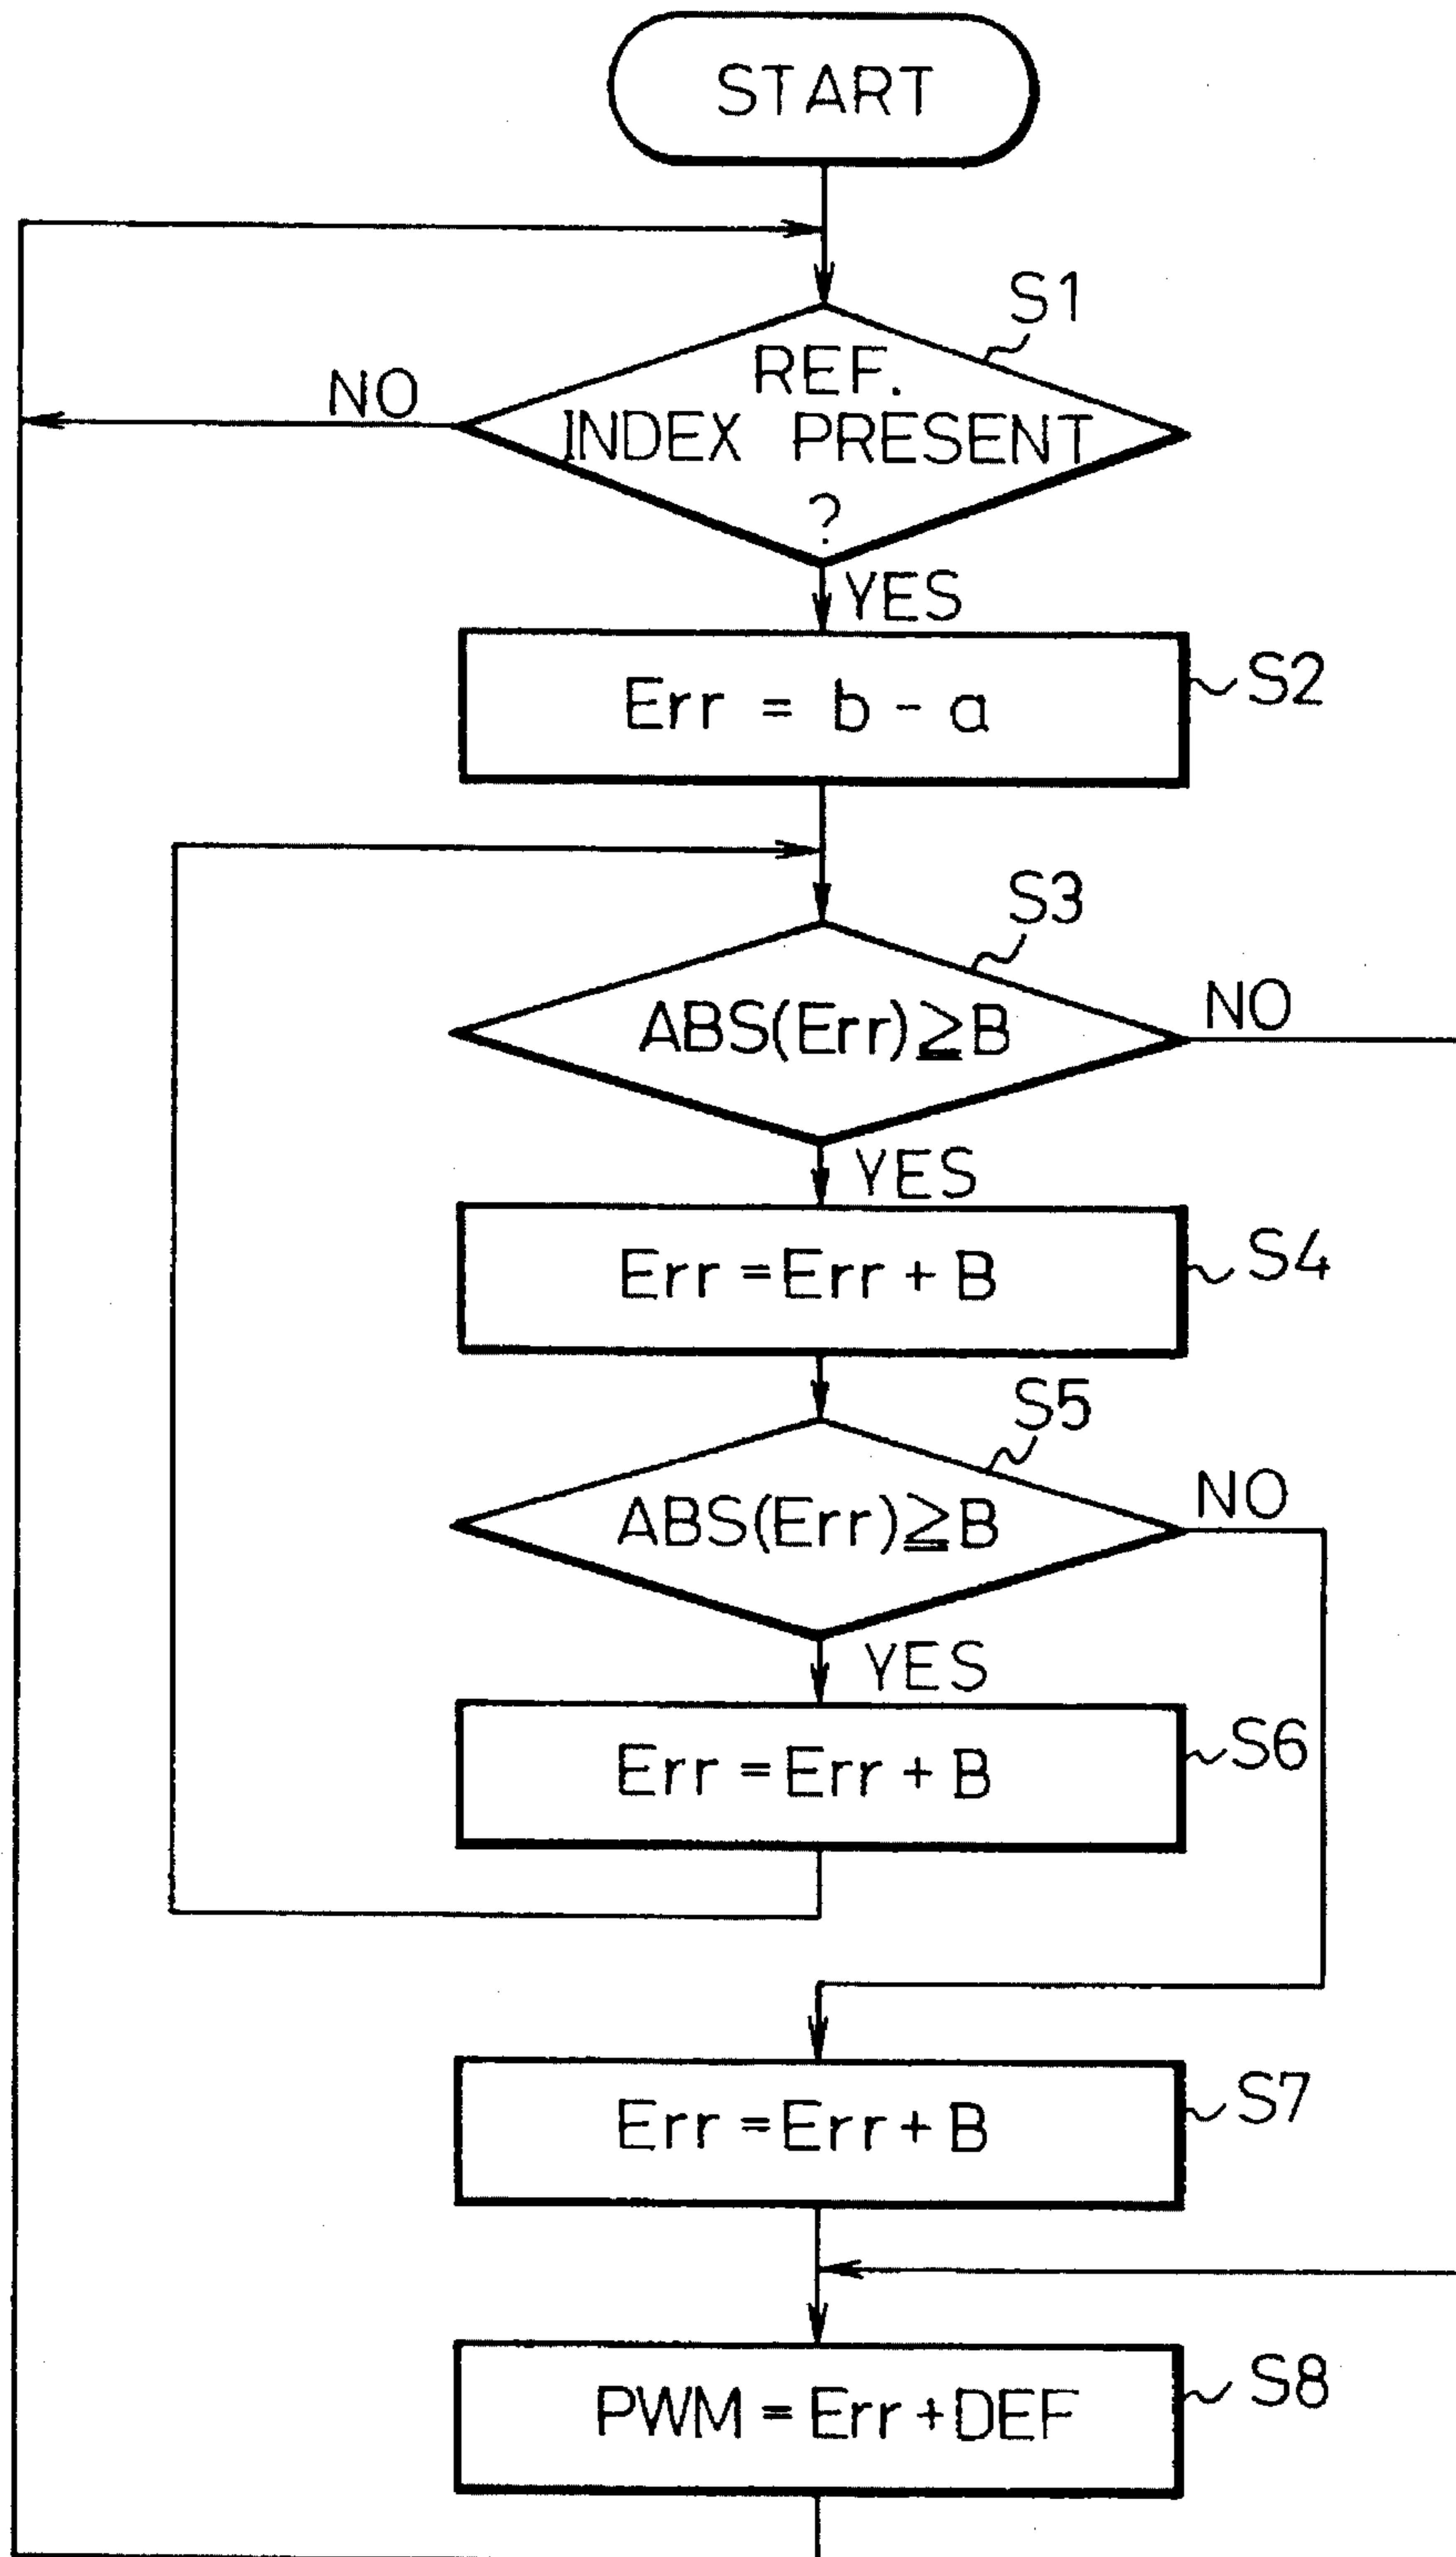 START
S1
NO
REF.
INDEX PRESENT
?
YES
Err = b - a
S2
S3
ABS(Err)≧B
NO
YES
Err = Err + B
S4
S5
ABS(Err)≧B
NO
YES
Err = Err + B
S6
Err = Err + B
S7
PWM = Err + DEF
S8